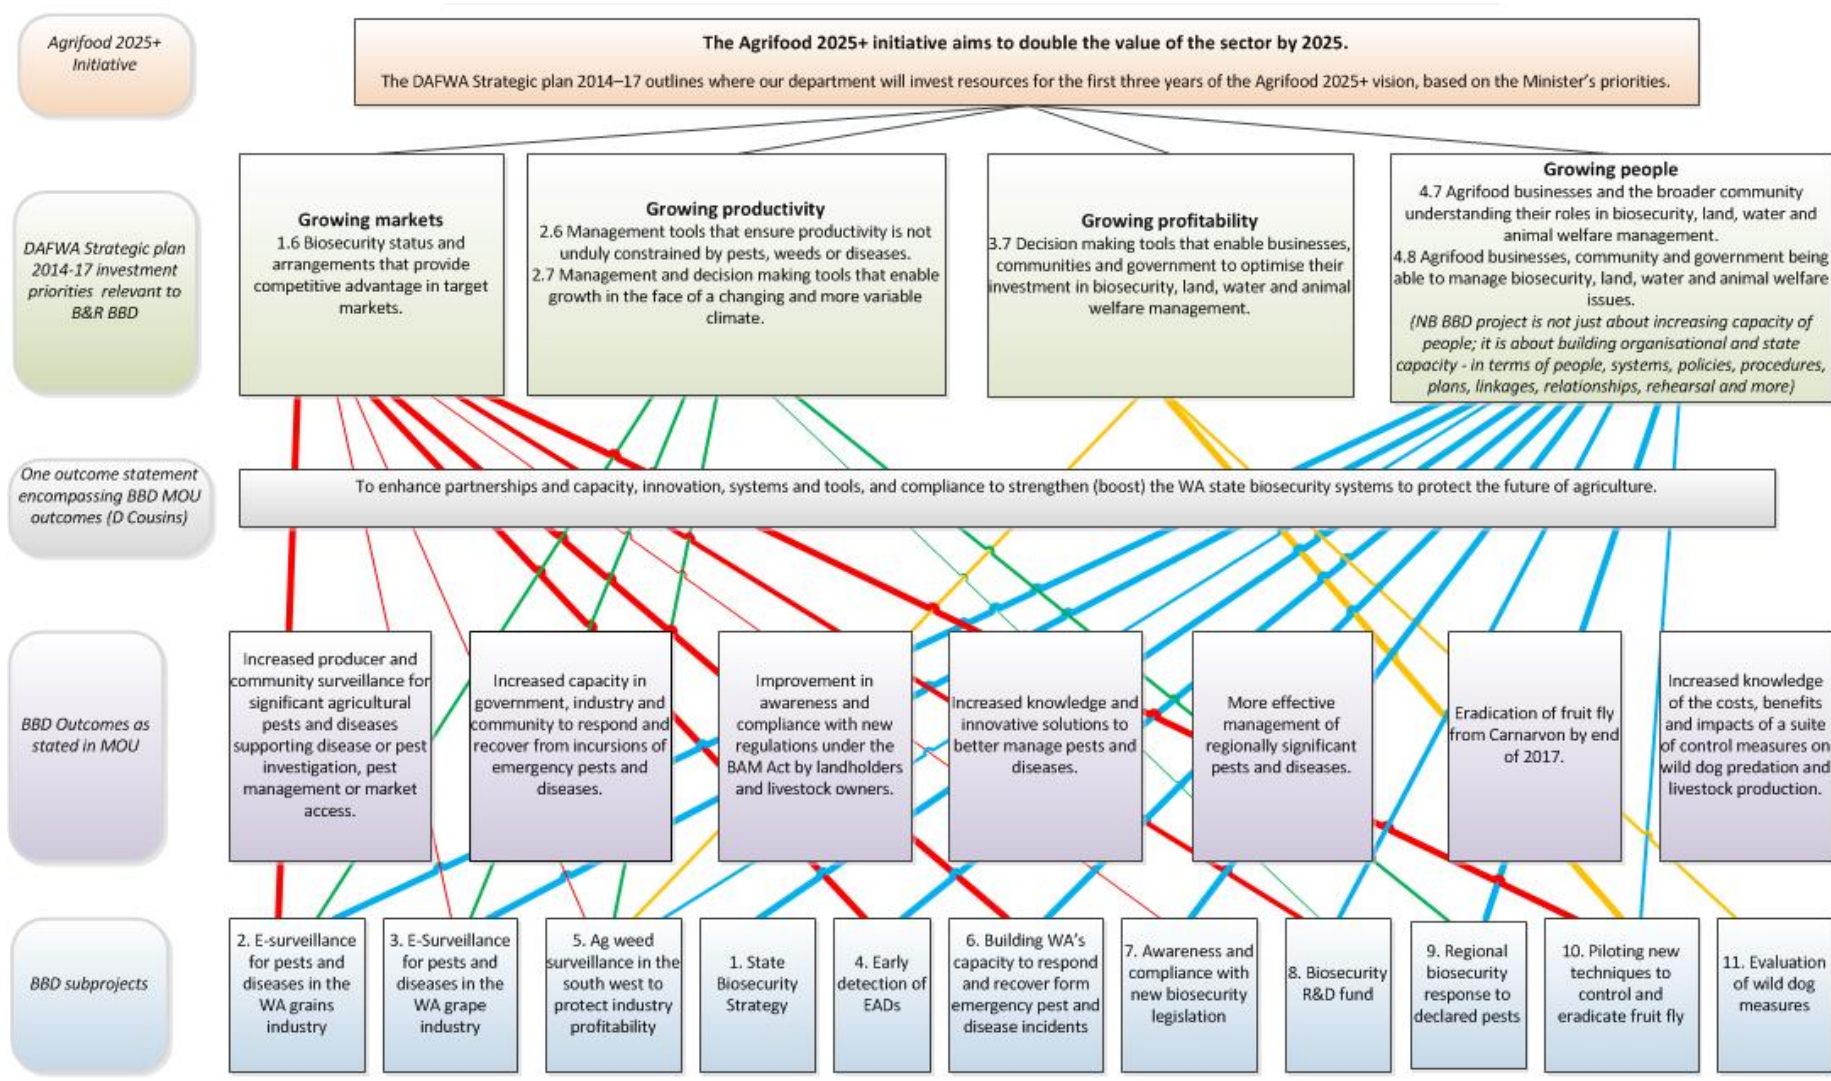 Agrifood 2025+
Initiative
The Agrifood 2025+ initiative aims to double the value of the sector by 2025.
The DAFWA Strategic plan 2014–17 outlines where our department will invest resources for the first three years of the Agrifood 2025+ vision, based on the Minister's priorities.
DAFWA Strategic plan
2014-17 investment
priorities relevant to
B&R BBD
Growing markets
1.6 Biosecurity status and
arrangements that provide
competitive advantage in target
markets.
Growing productivity
2.6 Management tools that ensure productivity is not
unduly constrained by pests, weeds or diseases.
2.7 Management and decision making tools that enable
growth in the face of a changing and more variable
climate.
Growing profitability
3.7 Decision making tools that enable businesses,
communities and government to optimise their
investment in biosecurity, land, water and animal
welfare management.
Growing people
4.7 Agrifood businesses and the broader community
understanding their roles in biosecurity, land, water and
animal welfare management.
4.8 Agrifood businesses, community and government being
able to manage biosecurity, land, water and animal welfare
issues.
(NB BBD project is not just about increasing capacity of
people; it is about building organisational and state
capacity - in terms of people, systems, policies, procedures,
plans, linkages, relationships, rehearsal and more)
One outcome statement
encompassing BBD MOU
outcomes (D Cousins)
To enhance partnerships and capacity, innovation, systems and tools, and compliance to strengthen (boost) the WA state biosecurity systems to protect the future of agriculture.
BBD Outcomes as
stated in MOU
Increased producer and
community surveillance for
significant agricultural
pests and diseases
supporting disease or pest
investigation, pest
management or market
access.
Increased capacity in
government, industry and
community to respond and
recover from incursions of
emergency pests and
diseases.
Improvement in
awareness and
compliance with new
regulations under the
BAM Act by landholders
and livestock owners.
Increased knowledge and
innovative solutions to
better manage pests and
diseases.
More effective
management of
regionally significant
pests and diseases.
Eradication of fruit fly
from Carnarvon by end
of 2017.
Increased knowledge
of the costs, benefits
and impacts of a suite
of control measures on
wild dog predation and
livestock production.
BBD subprojects
2. E-surveillance
for pests and
diseases in the
WA grains
industry
3. E-Surveillance
for pests and
diseases in the
WA grape
industry
5. Ag weed
surveillance in the
south west to
protect industry
profitability
1. State
Biosecurity
Strategy
4. Early
detection of
EADs
6. Building WA's
capacity to respond
and recover form
emergency pest and
disease incidents
7. Awareness and
compliance with
new biosecurity
legislation
8. Biosecurity
R&D fund
9. Regional
biosecurity
response to
declared pests
10. Piloting new
techniques to
control and
eradicate fruit fly
11. Evaluation
of wild dog
measures